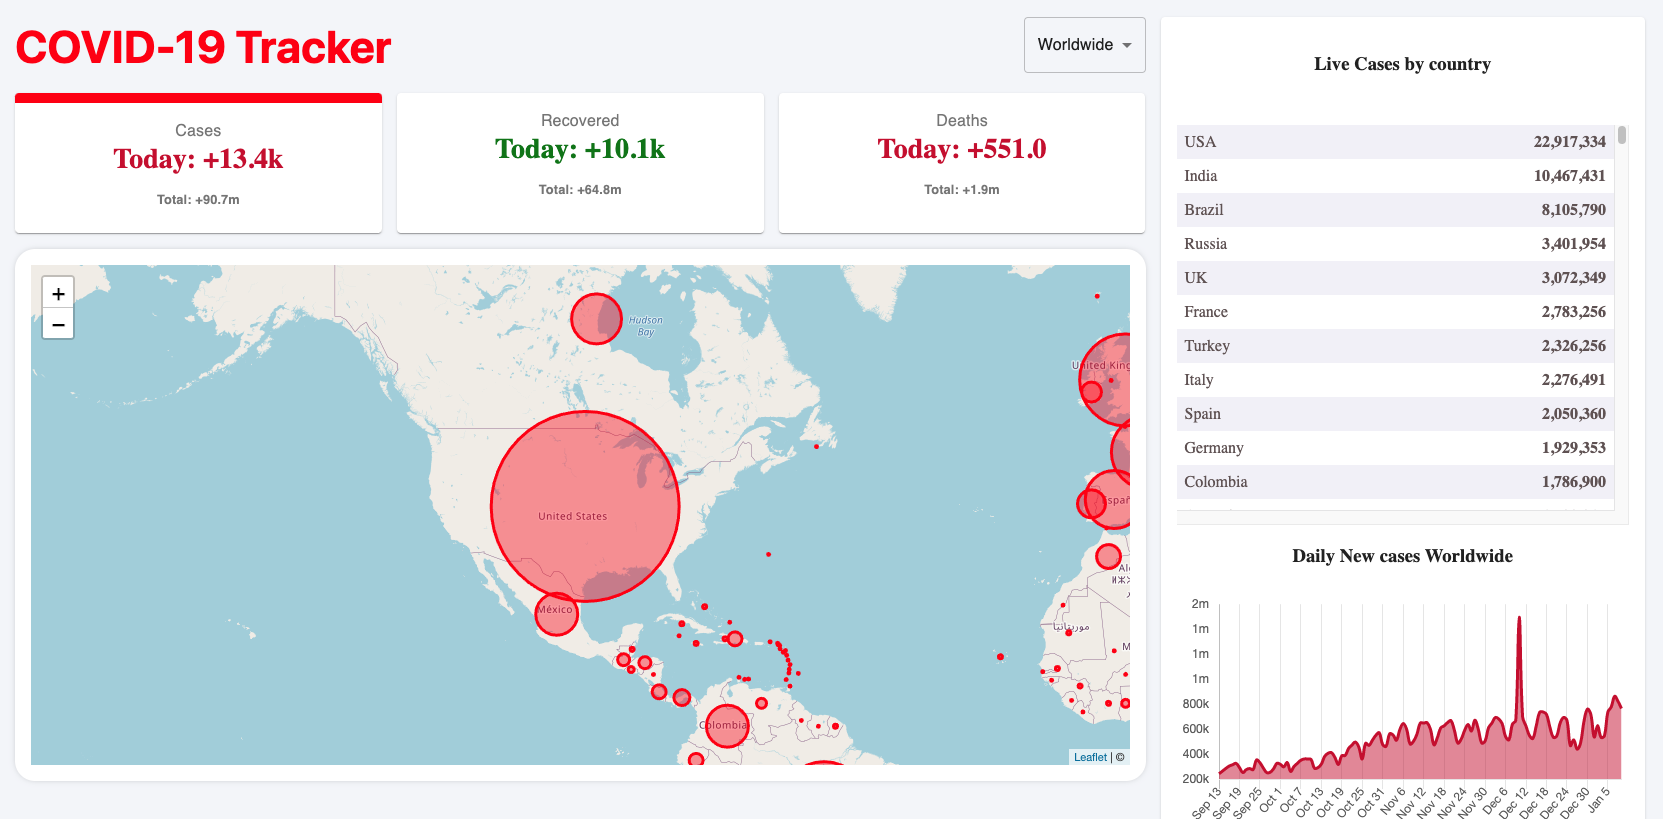 COVID-19 Tracker
Worldwide
Cases
Today: +13.4k
Total: +90.7m
Recovered
Today: +10.1k
Total: +64.8m
Deaths
Today: +551.0
Total: +1.9m
+
−
Hudson
Bay
United King
United States
España
México
موريتانيا
Colombia
Leaflet | ©
Live Cases by country
USA 22,917,334
India 10,467,431
Brazil 8,105,790
Russia 3,401,954
UK 3,072,349
France 2,783,256
Turkey 2,326,256
Italy 2,276,491
Spain 2,050,360
Germany 1,929,353
Colombia 1,786,900
Daily New cases Worldwide
2m
1m
1m
1m
800k
600k
400k
200k
Sep 13 Sep 19 Sep 25 Oct 1 Oct 7 Oct 13 Oct 19 Oct 25 Oct 31 Nov 6 Nov 12 Nov 18 Nov 24 Nov 30 Dec 6 Dec 12 Dec 18 Dec 24 Dec 30 Jan 5